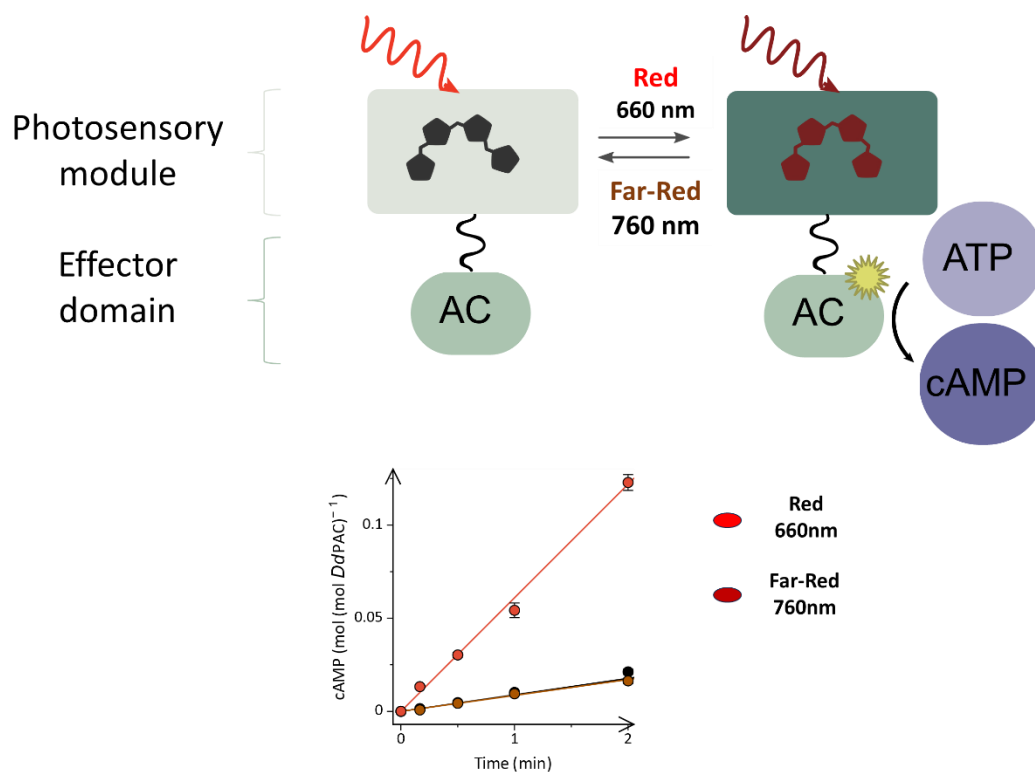 Photosensory
module
Effector
domain
Red
660 nm
Far-Red
760 nm
AC
AC
ATP
cAMP
cAMP (mol (mol DdPAC)⁻¹
0.1
0.05
0
0
1
2
Time (min)
Red
660nm
Far-Red
760nm